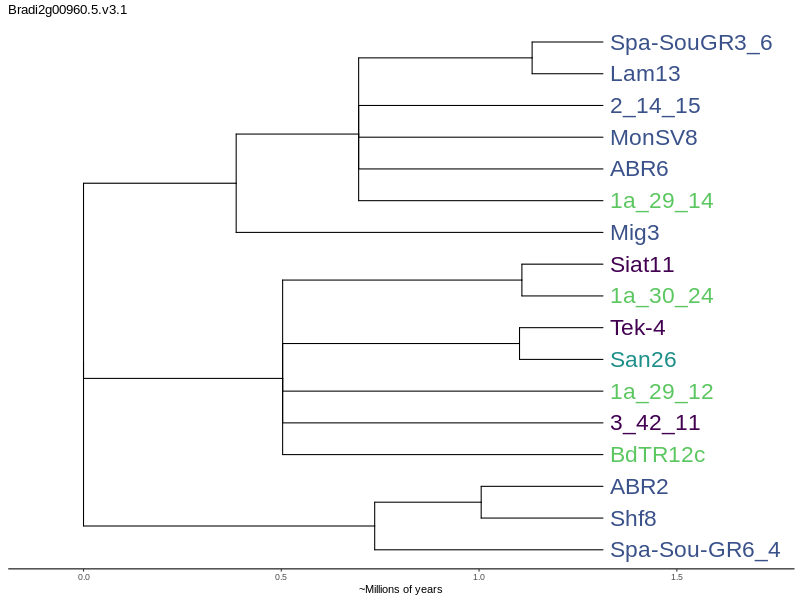 Bradi2g00960.5.v3.1
Spa-SouGR3_6
Lam13
2_14_15
MonSV8
ABR6
1a_29_14
Mig3
Siat11
1a_30_24
Tek-4
San26
1a_29_12
3_42_11
BdTR12c
ABR2
Shf8
Spa-Sou-GR6_4
0.0 0.5 1.0 1.5
~Millions of years